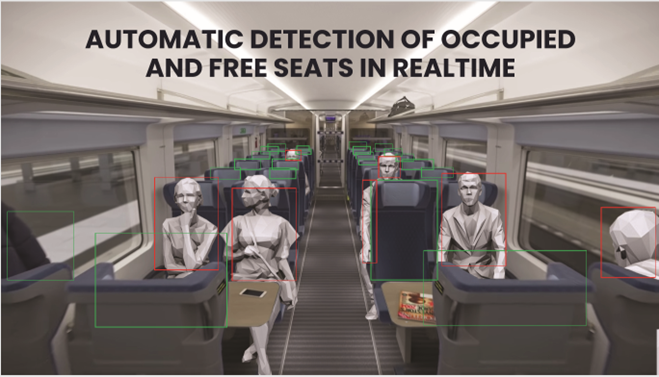 AUTOMATIC DETECTION OF OCCUPIED
AND FREE SEATS IN REALTIME